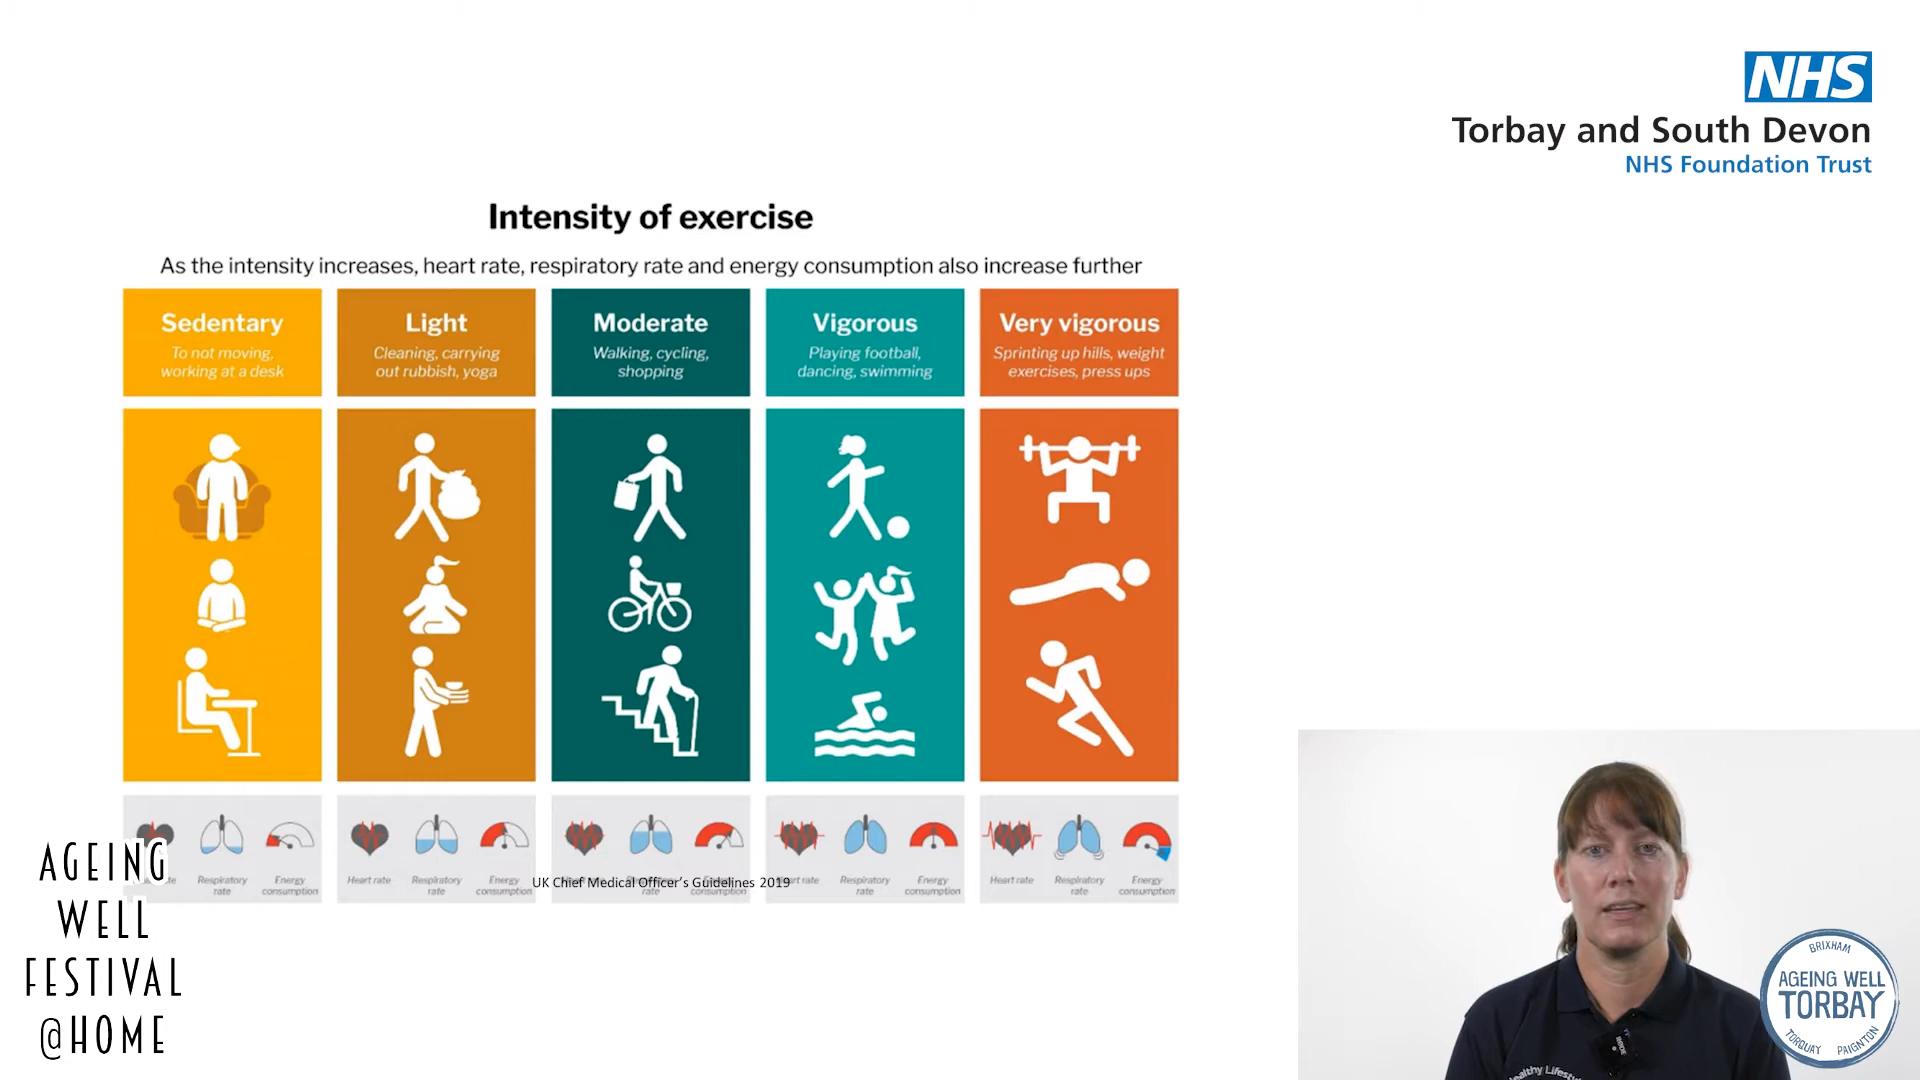 NHS
Torbay and South Devon
NHS Foundation Trust
Intensity of exercise
As the intensity increases, heart rate, respiratory rate and energy consumption also increase further
Sedentary
To not moving,
working at a desk
Light
Cleaning, carrying
out rubbish, yoga
Moderate
Walking, cycling,
shopping
Vigorous
Playing football,
dancing, swimming
Very vigorous
Sprinting up hills, weight
exercises, press ups
Respiratory
rate
Energy
consumption
Heart rate
Respiratory
rate
Energy
consumption
UK Chief Medical Officer's Guidelines 2019
rate
consumption
Respiratory
rate
Energy
consumption
Heart rate
Respiratory
rate
Energy
consumption
AGEING
WELL
FESTIVAL
@HOME
BRIXHAM
AGEING WELL
TORBAY
TORQUAY PAIGNTON